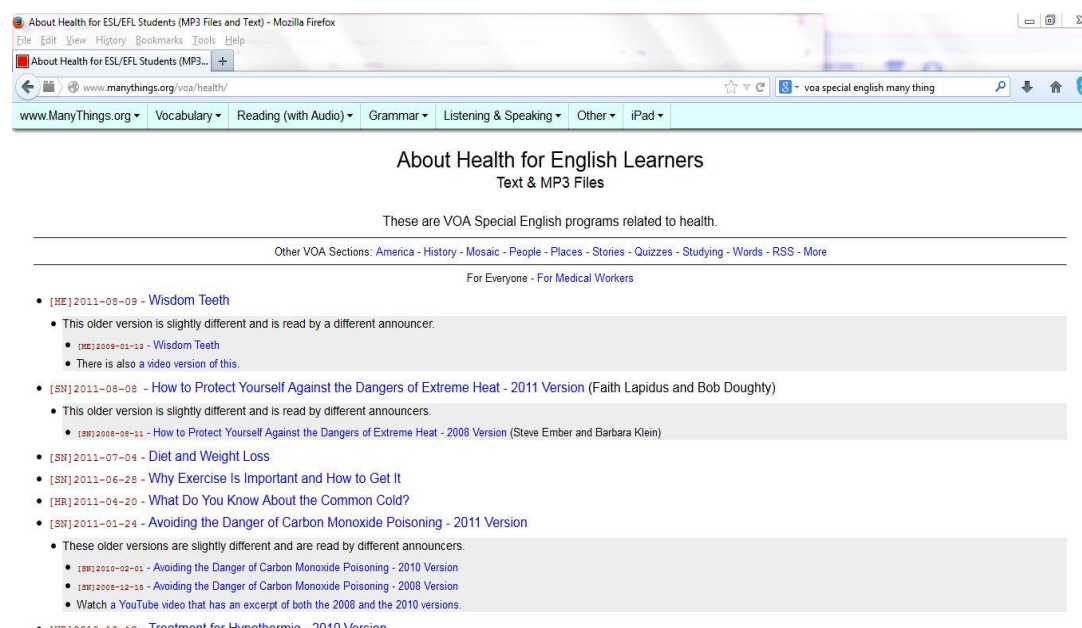 About Health for ESL/EFL Students (MP3 Files and Text) - Mozilla Firefox
File Edit View History Bookmarks Tools Help
About Health for ESL/EFL Students (MP3... +
www.manythings.org/voa/health/ voa special english many thing
www.ManyThings.org Vocabulary Reading (with Audio) Grammar Listening & Speaking Other iPad
About Health for English Learners
Text & MP3 Files
These are VOA Special English programs related to health.
Other VOA Sections: America - History - Mosaic - People - Places - Stories - Quizzes - Studying - Words - RSS - More
For Everyone - For Medical Workers
[HE]2011-08-09 - Wisdom Teeth
This older version is slightly different and is read by a different announcer.
[HE]2009-01-13 - Wisdom Teeth
There is also a video version of this.
[SN]2011-08-08 - How to Protect Yourself Against the Dangers of Extreme Heat - 2011 Version (Faith Lapidus and Bob Doughty)
This older version is slightly different and is read by different announcers.
[SN]2008-08-11 - How to Protect Yourself Against the Dangers of Extreme Heat - 2008 Version (Steve Ember and Barbara Klein)
[SN]2011-07-04 - Diet and Weight Loss
[SN]2011-06-28 - Why Exercise Is Important and How to Get It
[HR]2011-04-20 - What Do You Know About the Common Cold?
[SN]2011-01-24 - Avoiding the Danger of Carbon Monoxide Poisoning - 2011 Version
These older versions are slightly different and are read by different announcers.
[SN]2010-02-01 - Avoiding the Danger of Carbon Monoxide Poisoning - 2010 Version
[SN]2008-12-15 - Avoiding the Danger of Carbon Monoxide Poisoning - 2008 Version
Watch a YouTube video that has an excerpt of both the 2008 and the 2010 versions.
Treatment for Hypothermia - 2010 Version